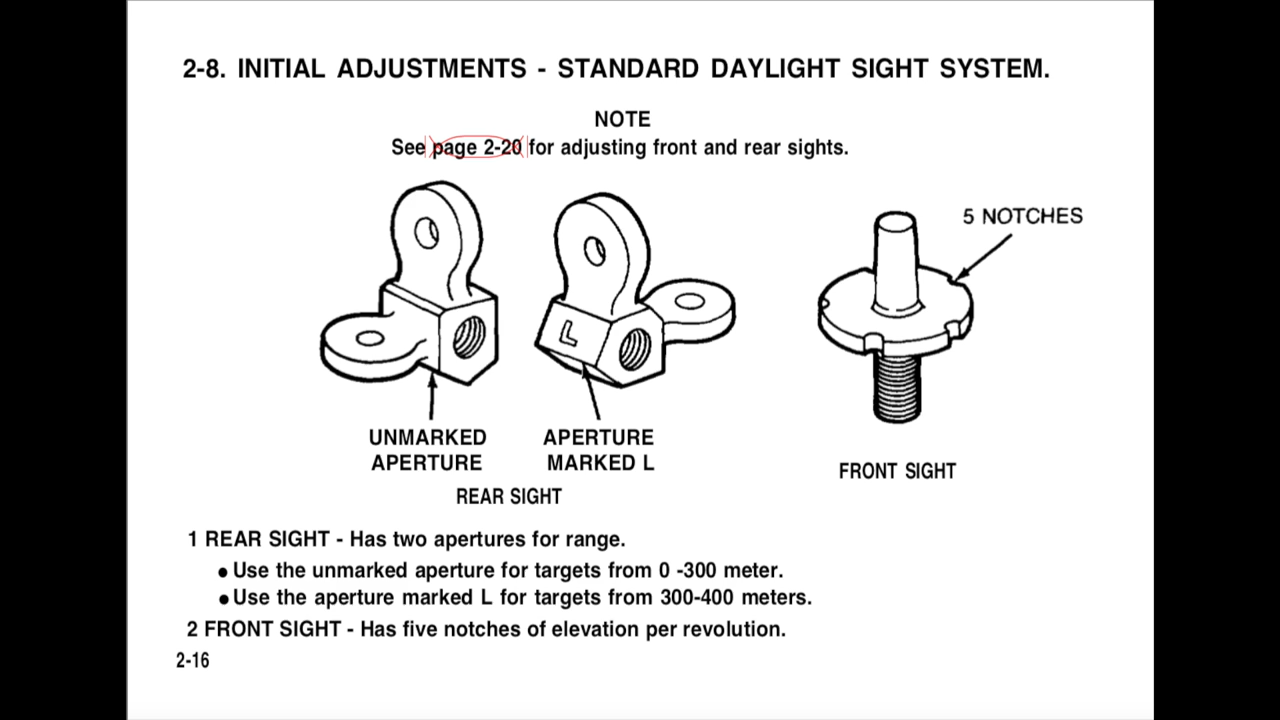 2-8. INITIAL ADJUSTMENTS - STANDARD DAYLIGHT SIGHT SYSTEM.
NOTE
See page 2-20 for adjusting front and rear sights.
5 NOTCHES
L
UNMARKED APERTURE
APERTURE MARKED L
REAR SIGHT
FRONT SIGHT
1 REAR SIGHT - Has two apertures for range.
● Use the unmarked aperture for targets from 0 -300 meter.
● Use the aperture marked L for targets from 300-400 meters.
2 FRONT SIGHT - Has five notches of elevation per revolution.
2-16